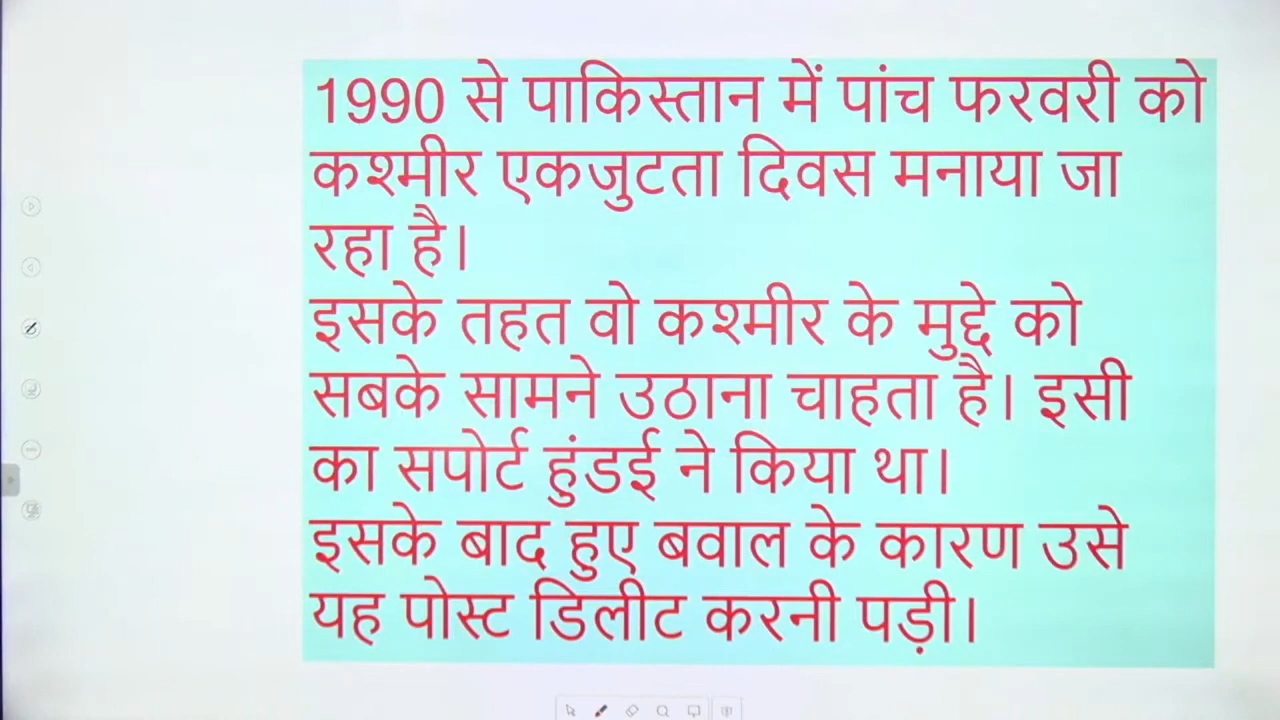 1990 से पाकिस्तान में पांच फरवरी को
कश्मीर एकजुटता दिवस मनाया जा
रहा है।
इसके तहत वो कश्मीर के मुद्दे को
सबके सामने उठाना चाहता है। इसी
का सपोर्ट हुंडई ने किया था।
इसके बाद हुए बवाल के कारण उसे
यह पोस्ट डिलीट करनी पड़ी।